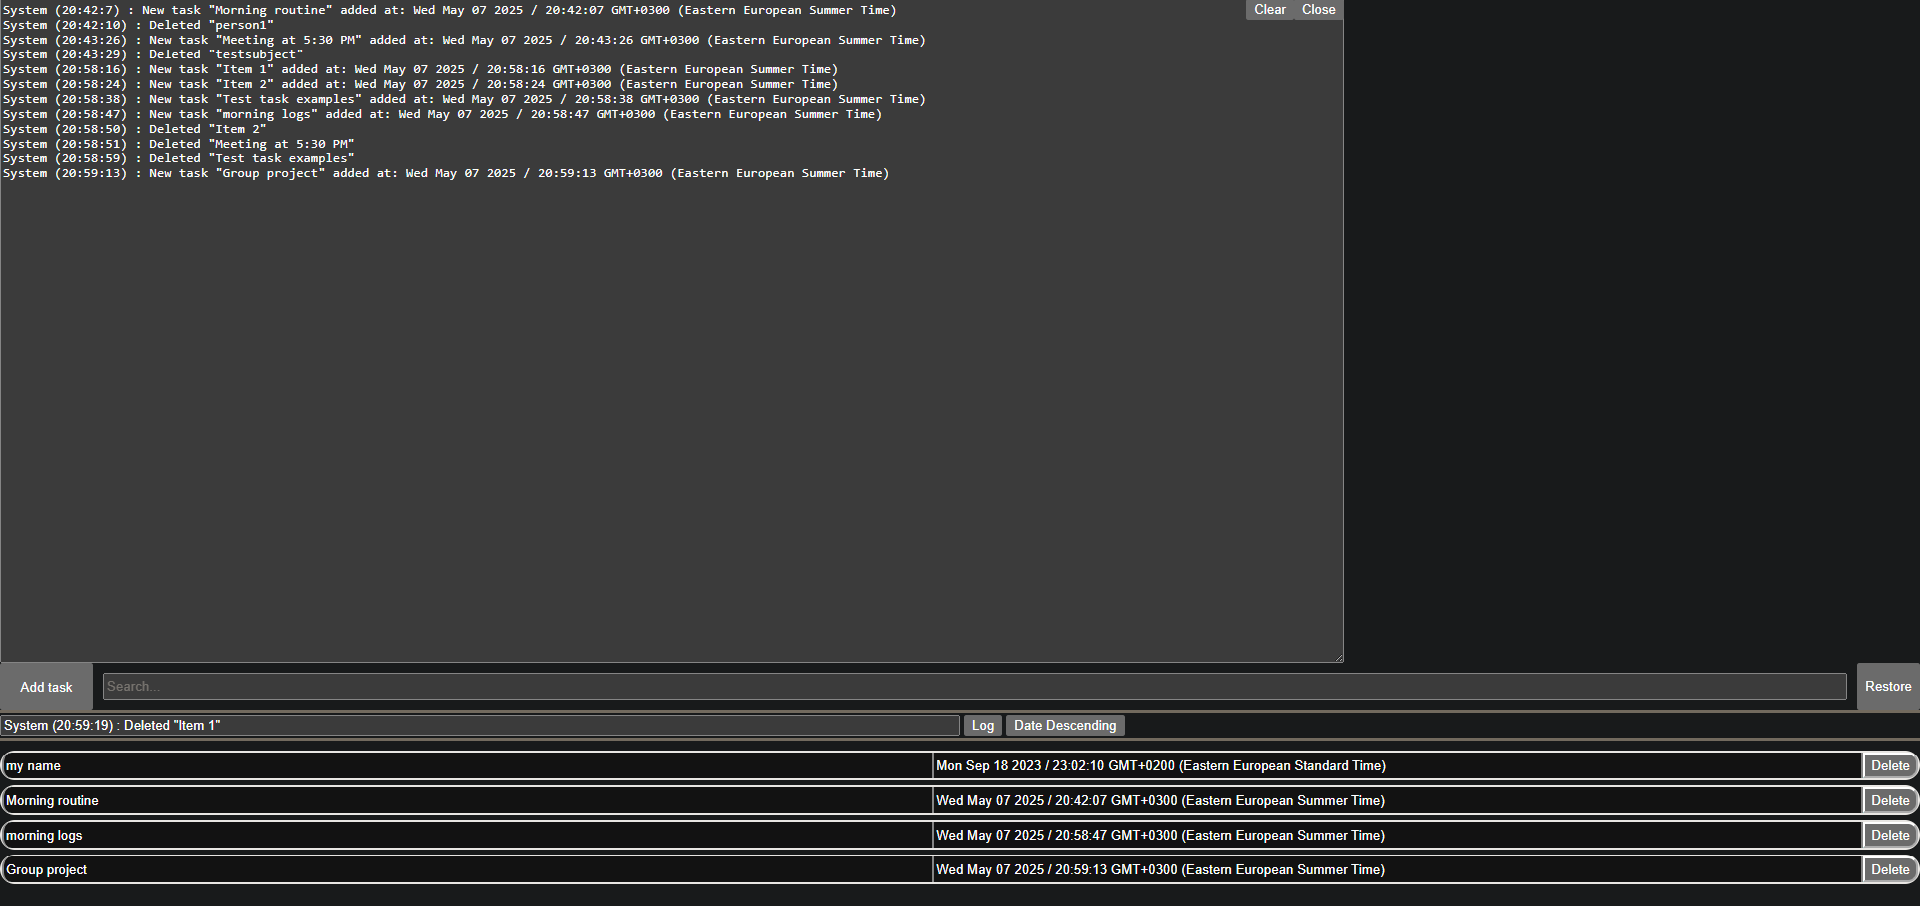 System (20:42:7) : New task "Morning routine" added at: Wed May 07 2025 / 20:42:07 GMT+0300 (Eastern European Summer Time)
Clear Close
System (20:42:10) : Deleted "person1"
System (20:43:26) : New task "Meeting at 5:30 PM" added at: Wed May 07 2025 / 20:43:26 GMT+0300 (Eastern European Summer Time)
System (20:43:29) : Deleted "testsubject"
System (20:58:16) : New task "Item 1" added at: Wed May 07 2025 / 20:58:16 GMT+0300 (Eastern European Summer Time)
System (20:58:24) : New task "Item 2" added at: Wed May 07 2025 / 20:58:24 GMT+0300 (Eastern European Summer Time)
System (20:58:38) : New task "Test task examples" added at: Wed May 07 2025 / 20:58:38 GMT+0300 (Eastern European Summer Time)
System (20:58:47) : New task "morning logs" added at: Wed May 07 2025 / 20:58:47 GMT+0300 (Eastern European Summer Time)
System (20:58:50) : Deleted "Item 2"
System (20:58:51) : Deleted "Meeting at 5:30 PM"
System (20:58:59) : Deleted "Test task examples"
System (20:59:13) : New task "Group project" added at: Wed May 07 2025 / 20:59:13 GMT+0300 (Eastern European Summer Time)
Add task Search... Restore
System (20:59:19) : Deleted "Item 1" Log Date Descending
my name Mon Sep 18 2023 / 23:02:10 GMT+0200 (Eastern European Standard Time) Delete
Morning routine Wed May 07 2025 / 20:42:07 GMT+0300 (Eastern European Summer Time) Delete
morning logs Wed May 07 2025 / 20:58:47 GMT+0300 (Eastern European Summer Time) Delete
Group project Wed May 07 2025 / 20:59:13 GMT+0300 (Eastern European Summer Time) Delete